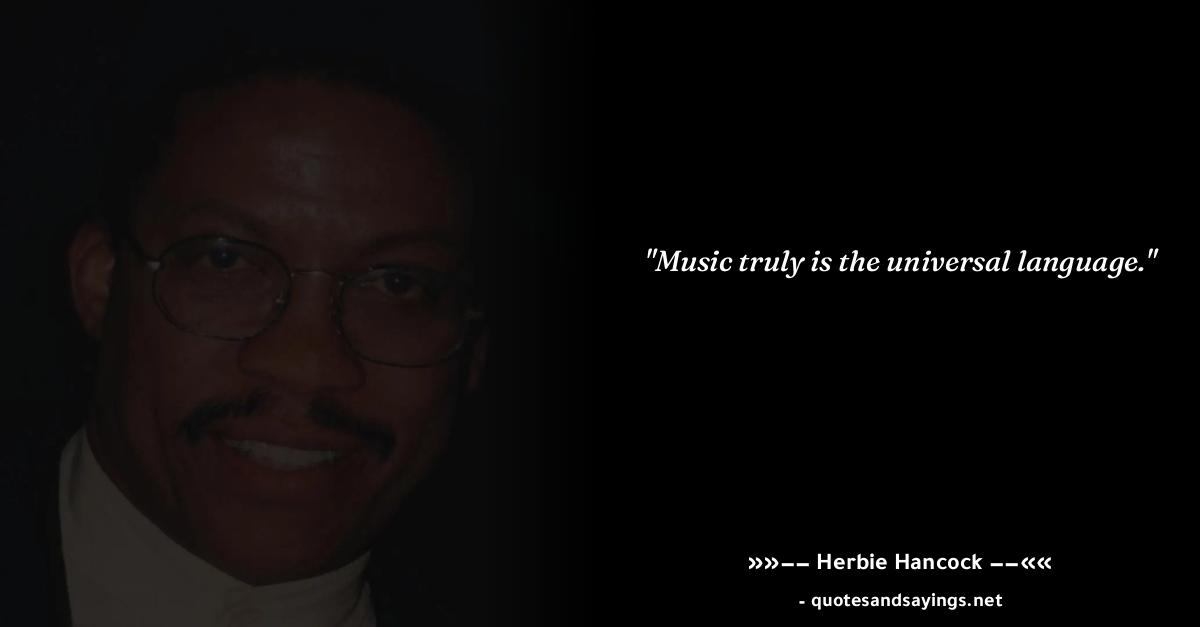 "Music truly is the universal language."
»»−− Herbie Hancock −−««
- quotesandsayings.net